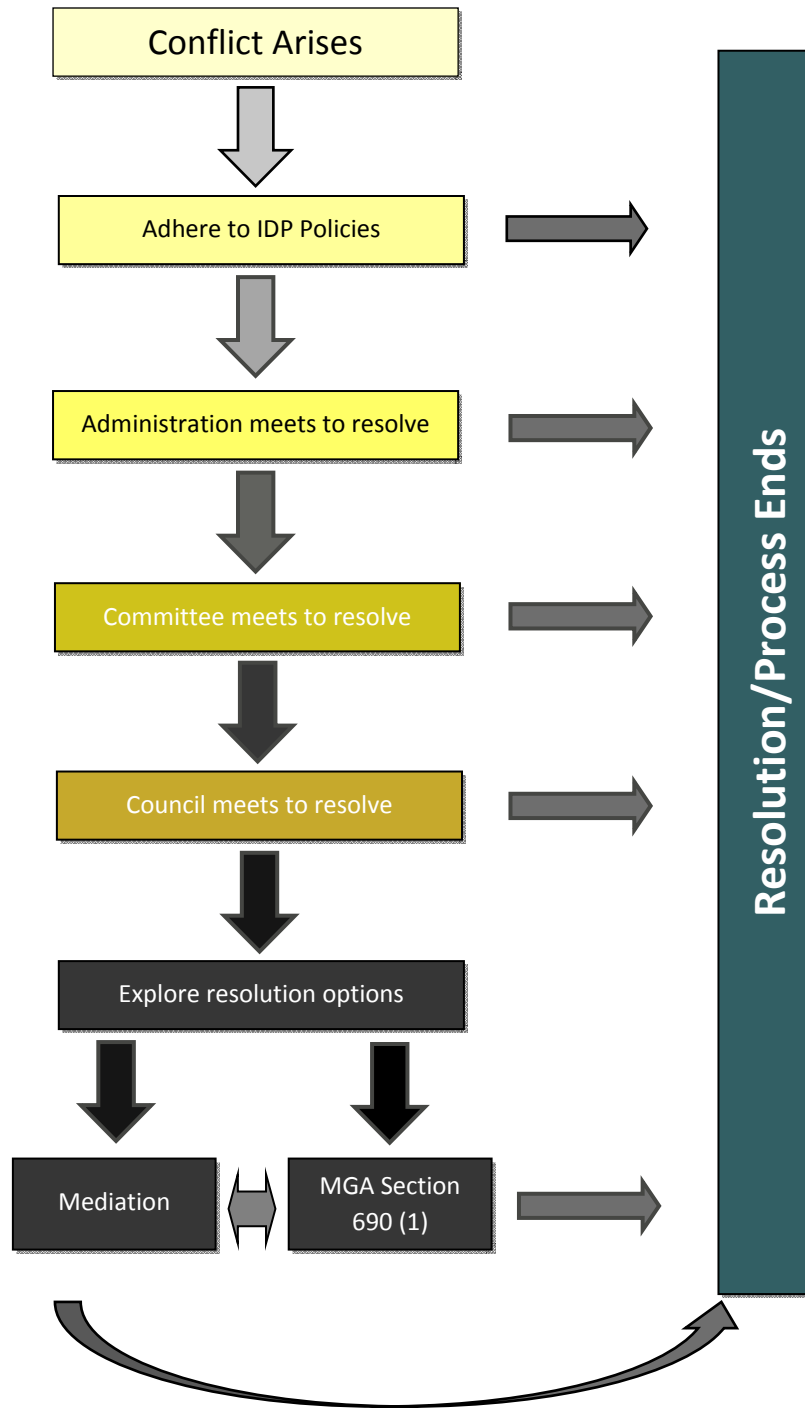 Conflict Arises
Adhere to IDP Policies
Administration meets to resolve
Committee meets to resolve
Council meets to resolve
Explore resolution options
Mediation
MGA Section
690 (1)
Resolution/Process Ends